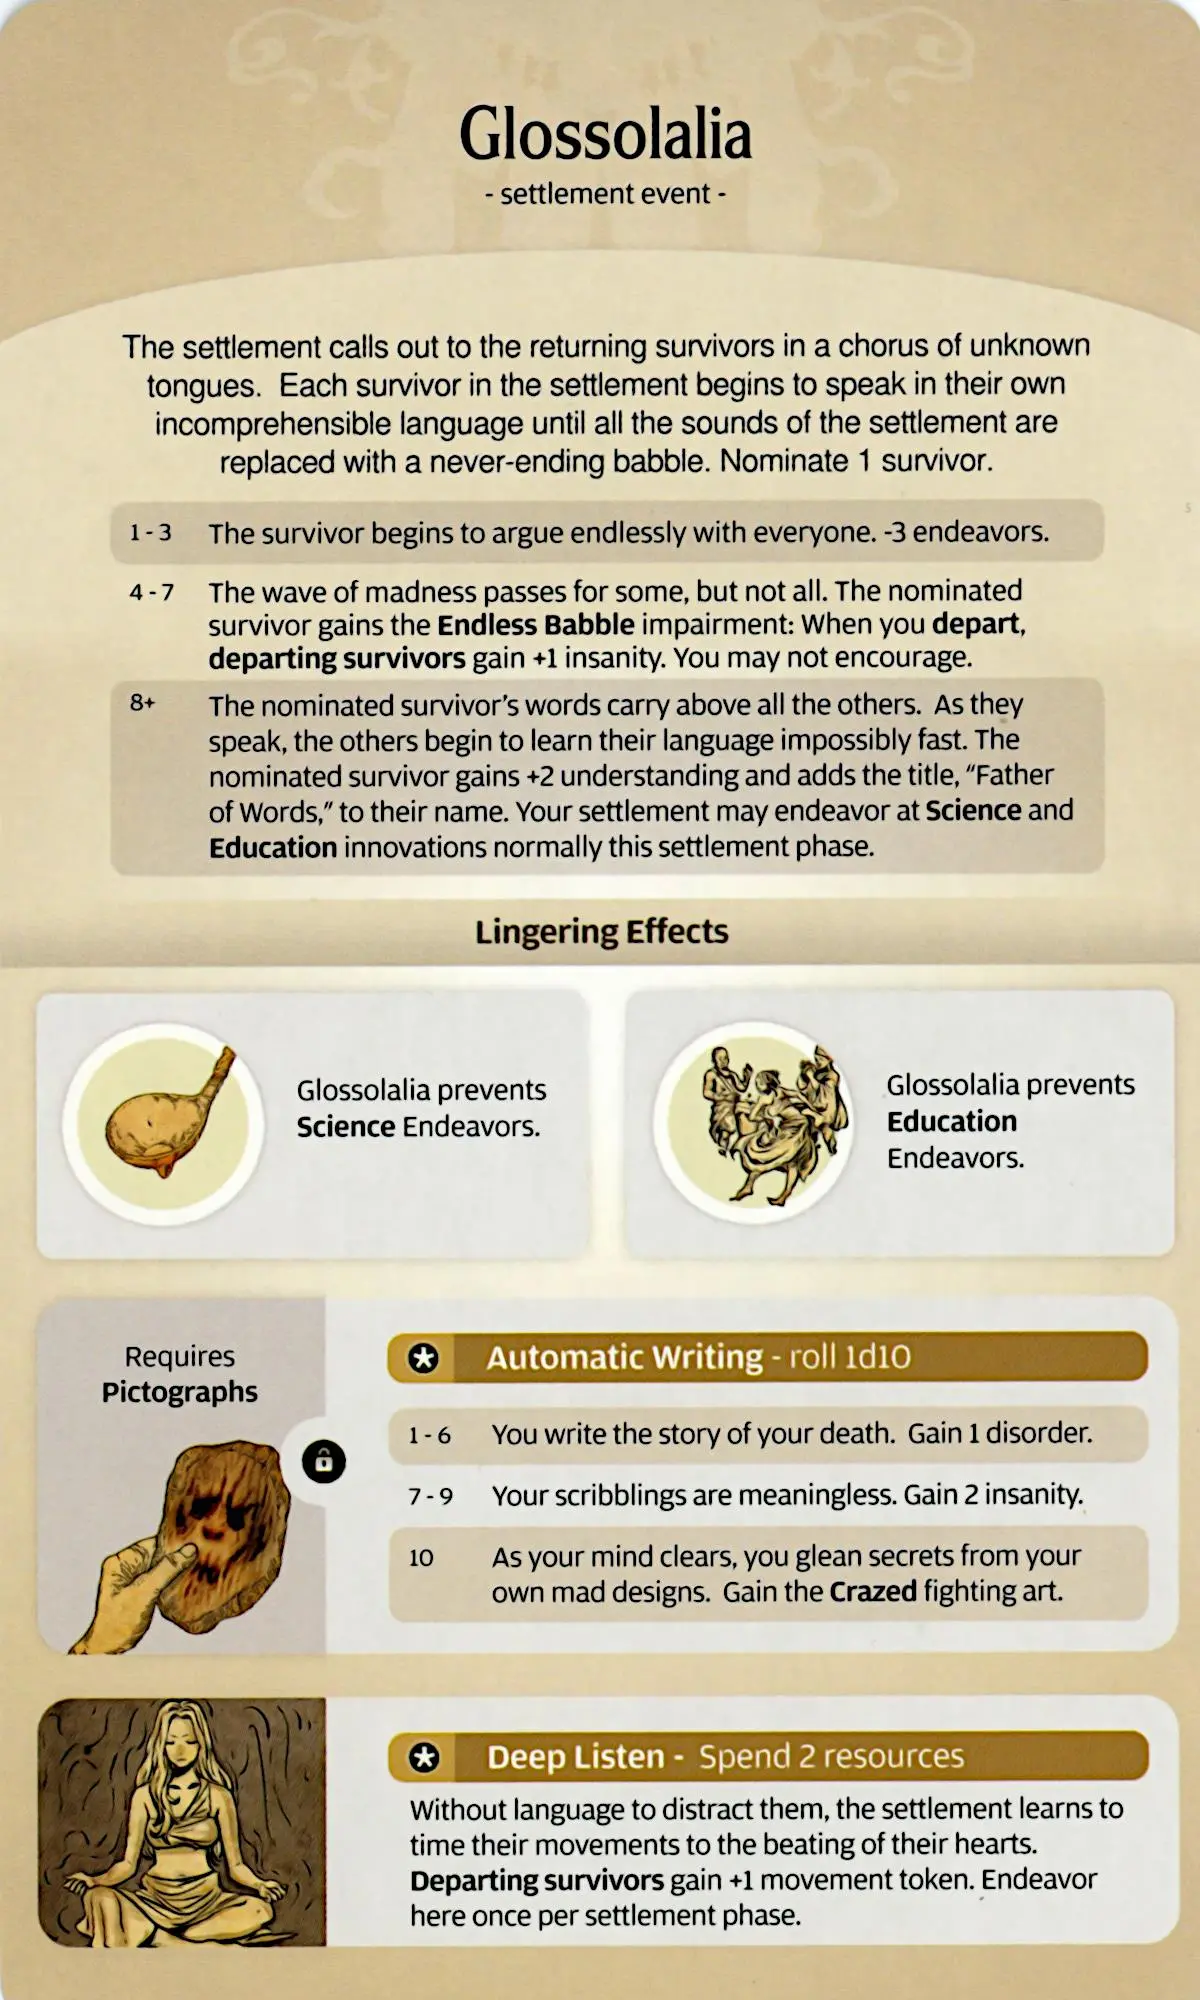 Glossolalia
- settlement event -
The settlement calls out to the returning survivors in a chorus of unknown
tongues. Each survivor in the settlement begins to speak in their own
incomprehensible language until all the sounds of the settlement are
replaced with a never-ending babble. Nominate 1 survivor.
1 - 3 The survivor begins to argue endlessly with everyone. -3 endeavors.
4 - 7 The wave of madness passes for some, but not all. The nominated
survivor gains the Endless Babble impairment: When you depart,
departing survivors gain +1 insanity. You may not encourage.
8+ The nominated survivor's words carry above all the others. As they
speak, the others begin to learn their language impossibly fast. The
nominated survivor gains +2 understanding and adds the title, "Father
of Words," to their name. Your settlement may endeavor at Science and
Education innovations normally this settlement phase.
Lingering Effects
Glossolalia prevents
Science Endeavors.
Glossolalia prevents
Education
Endeavors.
Requires
Pictographs
Automatic Writing - roll 1d10
1 - 6 You write the story of your death. Gain 1 disorder.
7 - 9 Your scribblings are meaningless. Gain 2 insanity.
10 As your mind clears, you glean secrets from your
own mad designs. Gain the Crazed fighting art.
Deep Listen - Spend 2 resources
Without language to distract them, the settlement learns to
time their movements to the beating of their hearts.
Departing survivors gain +1 movement token. Endeavor
here once per settlement phase.